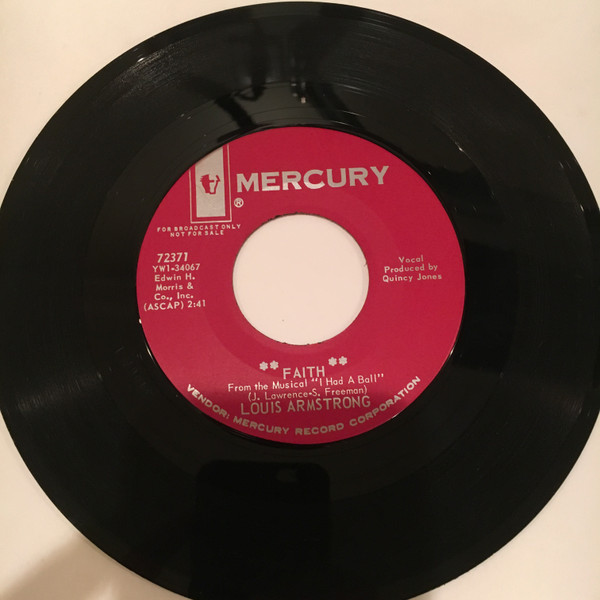 MERCURY
®
FOR BROADCAST ONLY
NOT FOR SALE
72371
YW1-34067
Edwin H.
Morris &
Co., Inc.
(ASCAP) 2:41
Vocal
Produced by
Quincy Jones
** FAITH **
From the Musical "I Had A Ball"
(J. Lawrence-S. Freeman)
LOUIS ARMSTRONG
VENDOR: MERCURY RECORD CORPORATION